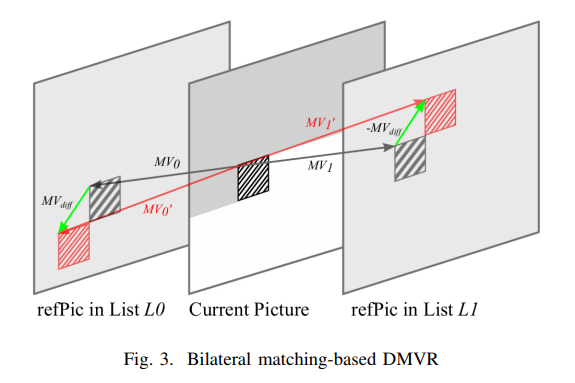 MV1'
-MVdiff
MV0
MV1
MVdiff
MV0'
refPic in List L0
Current Picture
refPic in List L1
Fig. 3. Bilateral matching-based DMVR